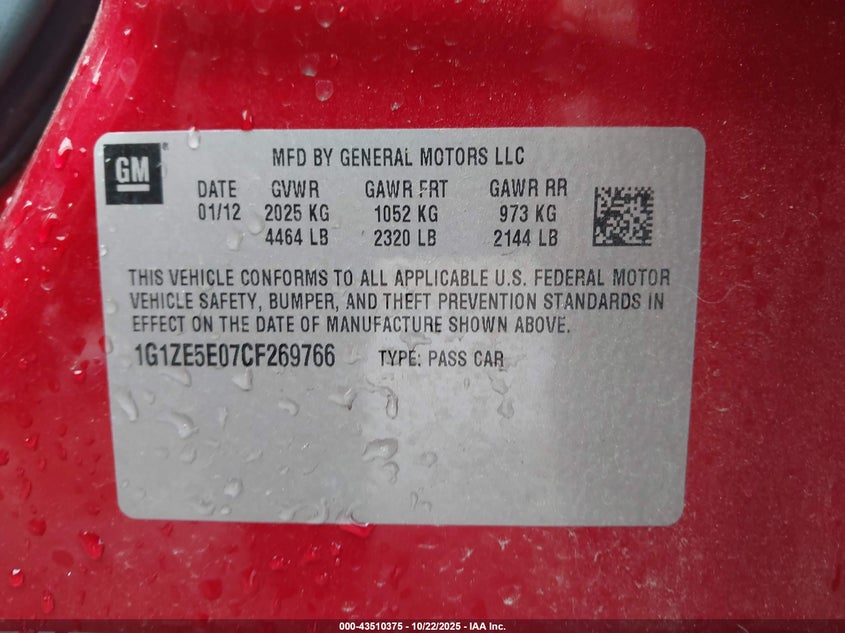 GM
MFD BY GENERAL MOTORS LLC
DATE GVWR GAWR FRT GAWR RR
01/12 2025 KG 1052 KG 973 KG
4464 LB 2320 LB 2144 LB
THIS VEHICLE CONFORMS TO ALL APPLICABLE U.S. FEDERAL MOTOR
VEHICLE SAFETY, BUMPER, AND THEFT PREVENTION STANDARDS IN
EFFECT ON THE DATE OF MANUFACTURE SHOWN ABOVE.
1G1ZE5E07CF269766 TYPE: PASS CAR
000-43510375 - 10/22/2025 - IAA Inc.